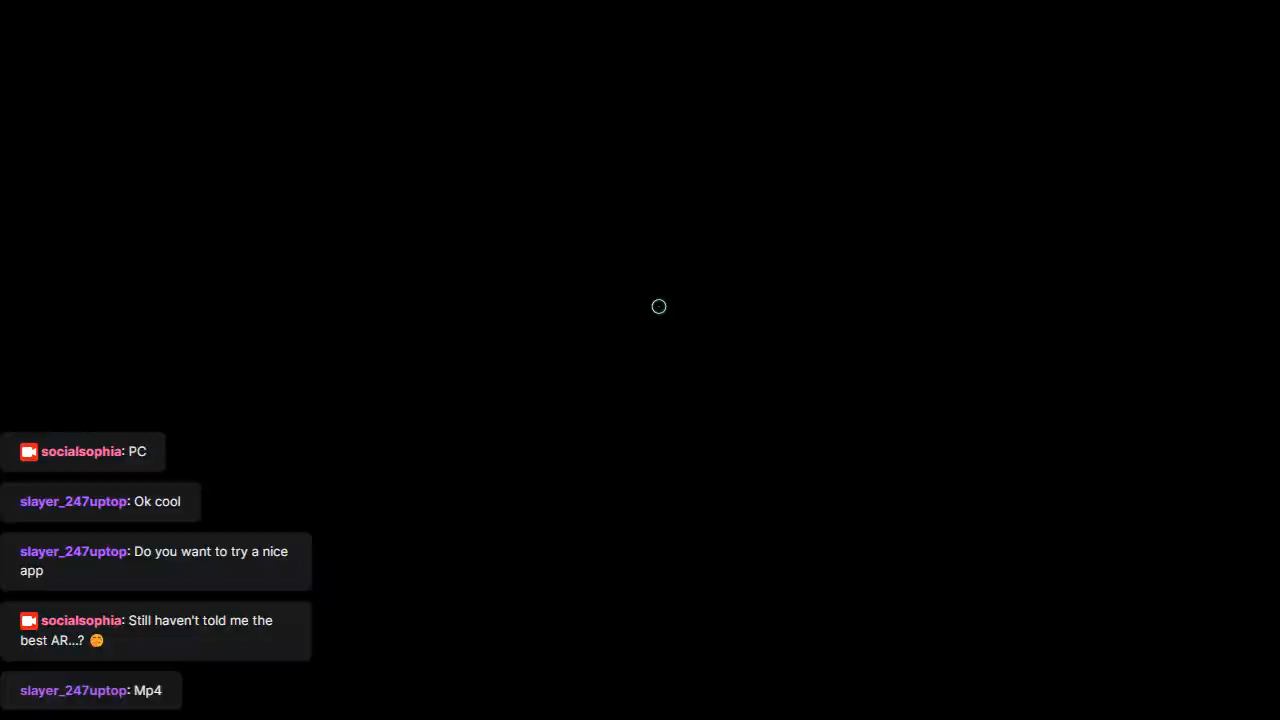 socialsophia: PC
slayer_247uptop: Ok cool
slayer_247uptop: Do you want to try a nice
app
socialsophia: Still haven't told me the
best AR...?
slayer_247uptop: Mp4